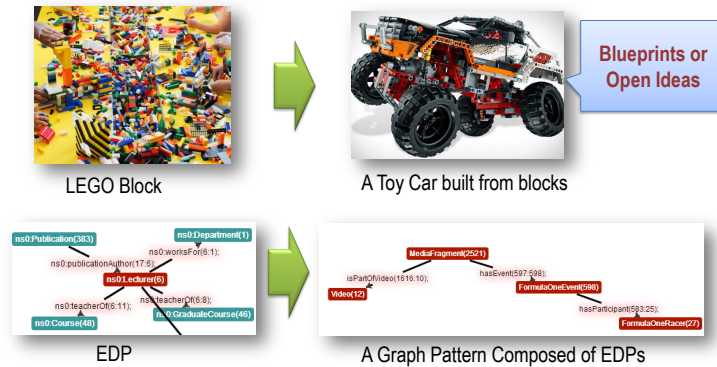 Blueprints or
Open Ideas
LEGO Block
A Toy Car built from blocks
ns0:Publication(383)
ns0:Department(1)
ns0:worksFor(6:1);
ns0:publicationAuthor(17:6);
ns0:Lecturer(6)
ns0:teacherOf(6:11);
ns0:teacherOf(6:8);
ns0:Course(48)
ns0:GraduateCourse(46)
MediaFragment(2521)
isPartOfVideo(1616:10);
hasEvent(597:598);
Video(12)
FormulaOneEvent(598)
hasParticipant(583:25);
FormulaOneRacer(27)
EDP
A Graph Pattern Composed of EDPs